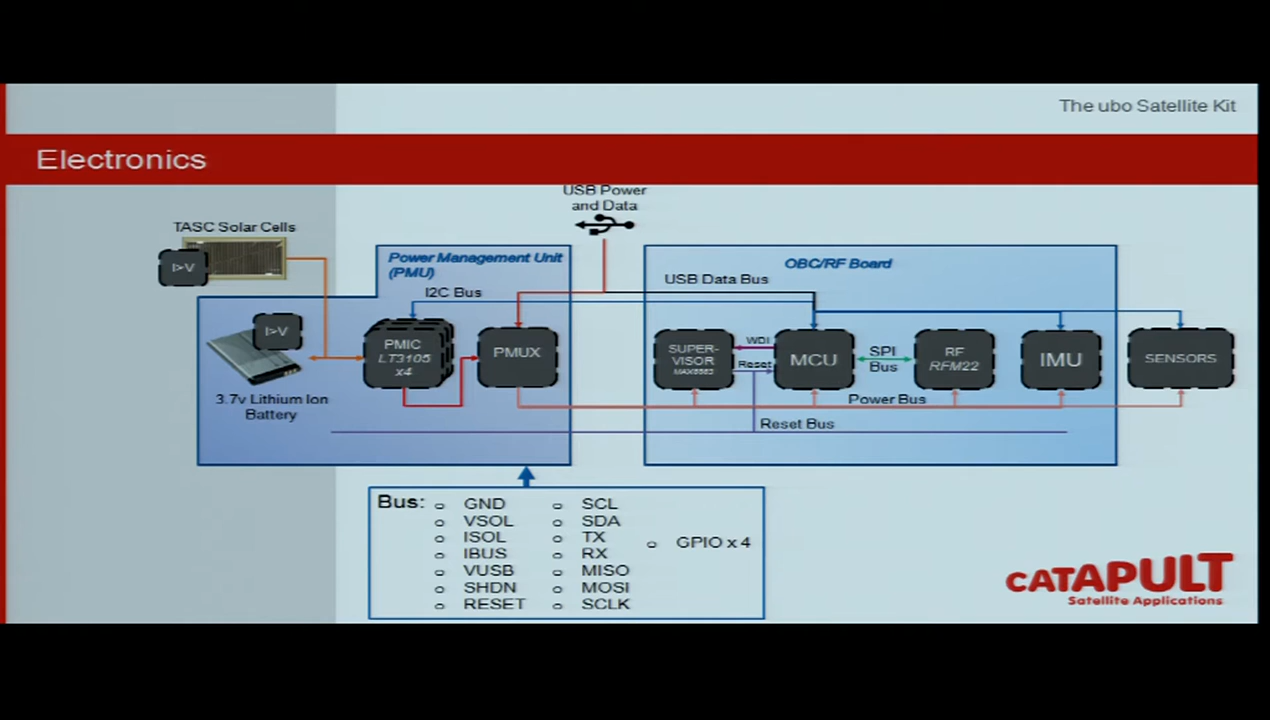 The ubo Satellite Kit
Electronics
USB Power
and Data
TASC Solar Cells
I>V
Power Management Unit
(PMU)
OBC/RF Board
USB Data Bus
I2C Bus
I>V
PMIC
LT3105
x4
PMUX
SUPER-
VISOR
WDI
Reset
MCU
SPI
Bus
RF
RFM22
IMU
SENSORS
3.7v Lithium Ion
Battery
Power Bus
Reset Bus
Bus:
GND
VSOL
ISOL
IBUS
VUSB
SHDN
RESET
SCL
SDA
TX
RX
MISO
MOSI
SCLK
GPIO x 4
CATAPULT
Satellite Applications